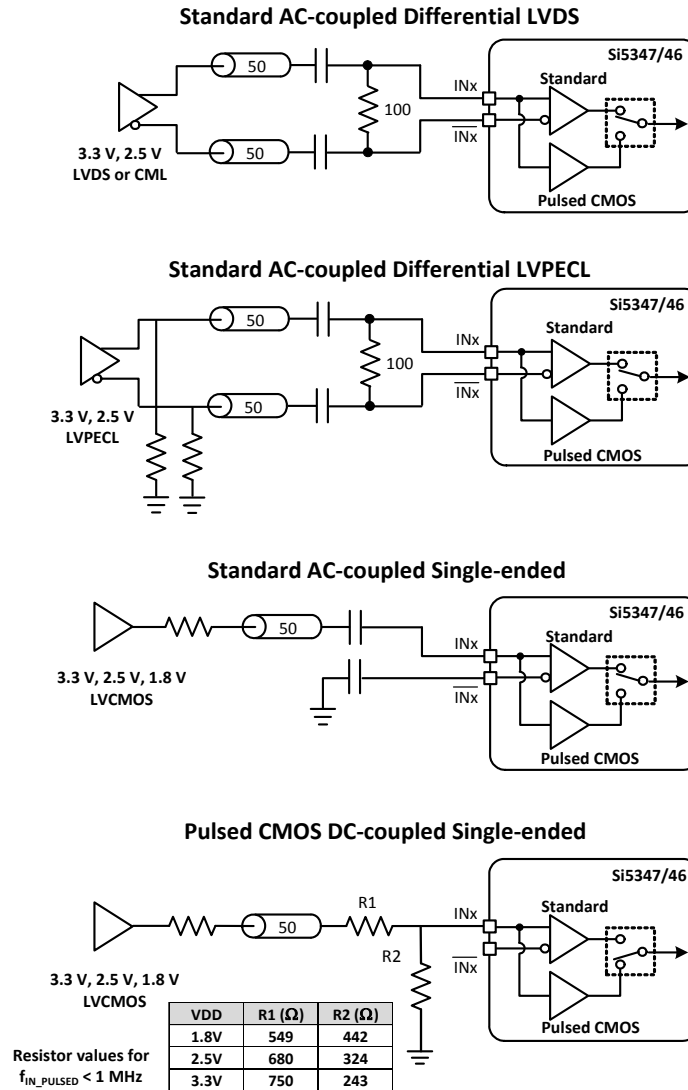 Standard AC-coupled Differential LVDS
Si5347/46
50
INx
Standard
100
50
INx
3.3 V, 2.5 V
LVDS or CML
Pulsed CMOS
Standard AC-coupled Differential LVPECL
Si5347/46
50
INx
Standard
100
50
INx
3.3 V, 2.5 V
LVPECL
Pulsed CMOS
Standard AC-coupled Single-ended
Si5347/46
50
INx
Standard
3.3 V, 2.5 V, 1.8 V
LVCMOS
INx
Pulsed CMOS
Pulsed CMOS DC-coupled Single-ended
Si5347/46
R1
INx
Standard
50
R2
INx
3.3 V, 2.5 V, 1.8 V
LVCMOS
Pulsed CMOS
VDD R1 (Ω) R2 (Ω)
1.8V 549 442
2.5V 680 324
3.3V 750 243
Resistor values for
fIN_PULSED < 1 MHz